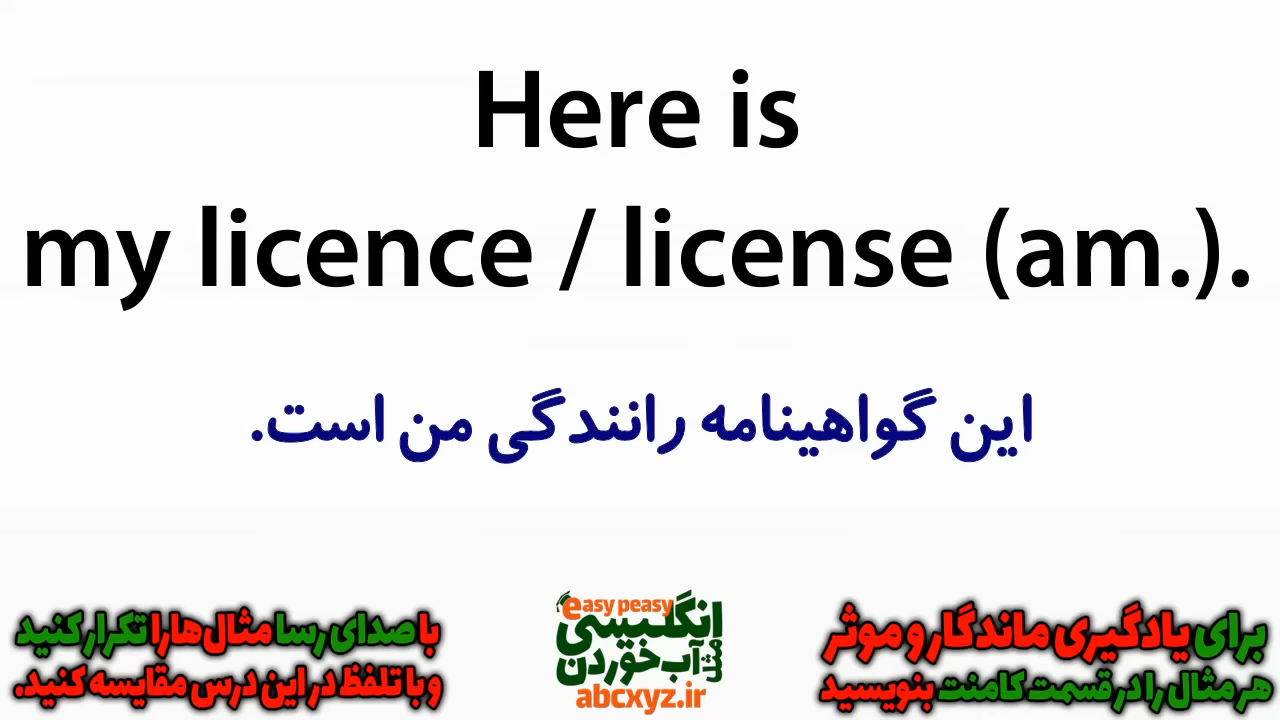 Here is
my licence / license (am.).
این گواهینامه رانندگی من است.
با صدای رسا مثال‌ها را تکرار کنید
و با تلفظ در این درس مقایسه کنید.
easy peasy
انگلیسی
مثل آب خوردن
abcxyz.ir
برای یادگیری ماندگار و موثر
هر مثال را در قسمت کامنت بنویسید